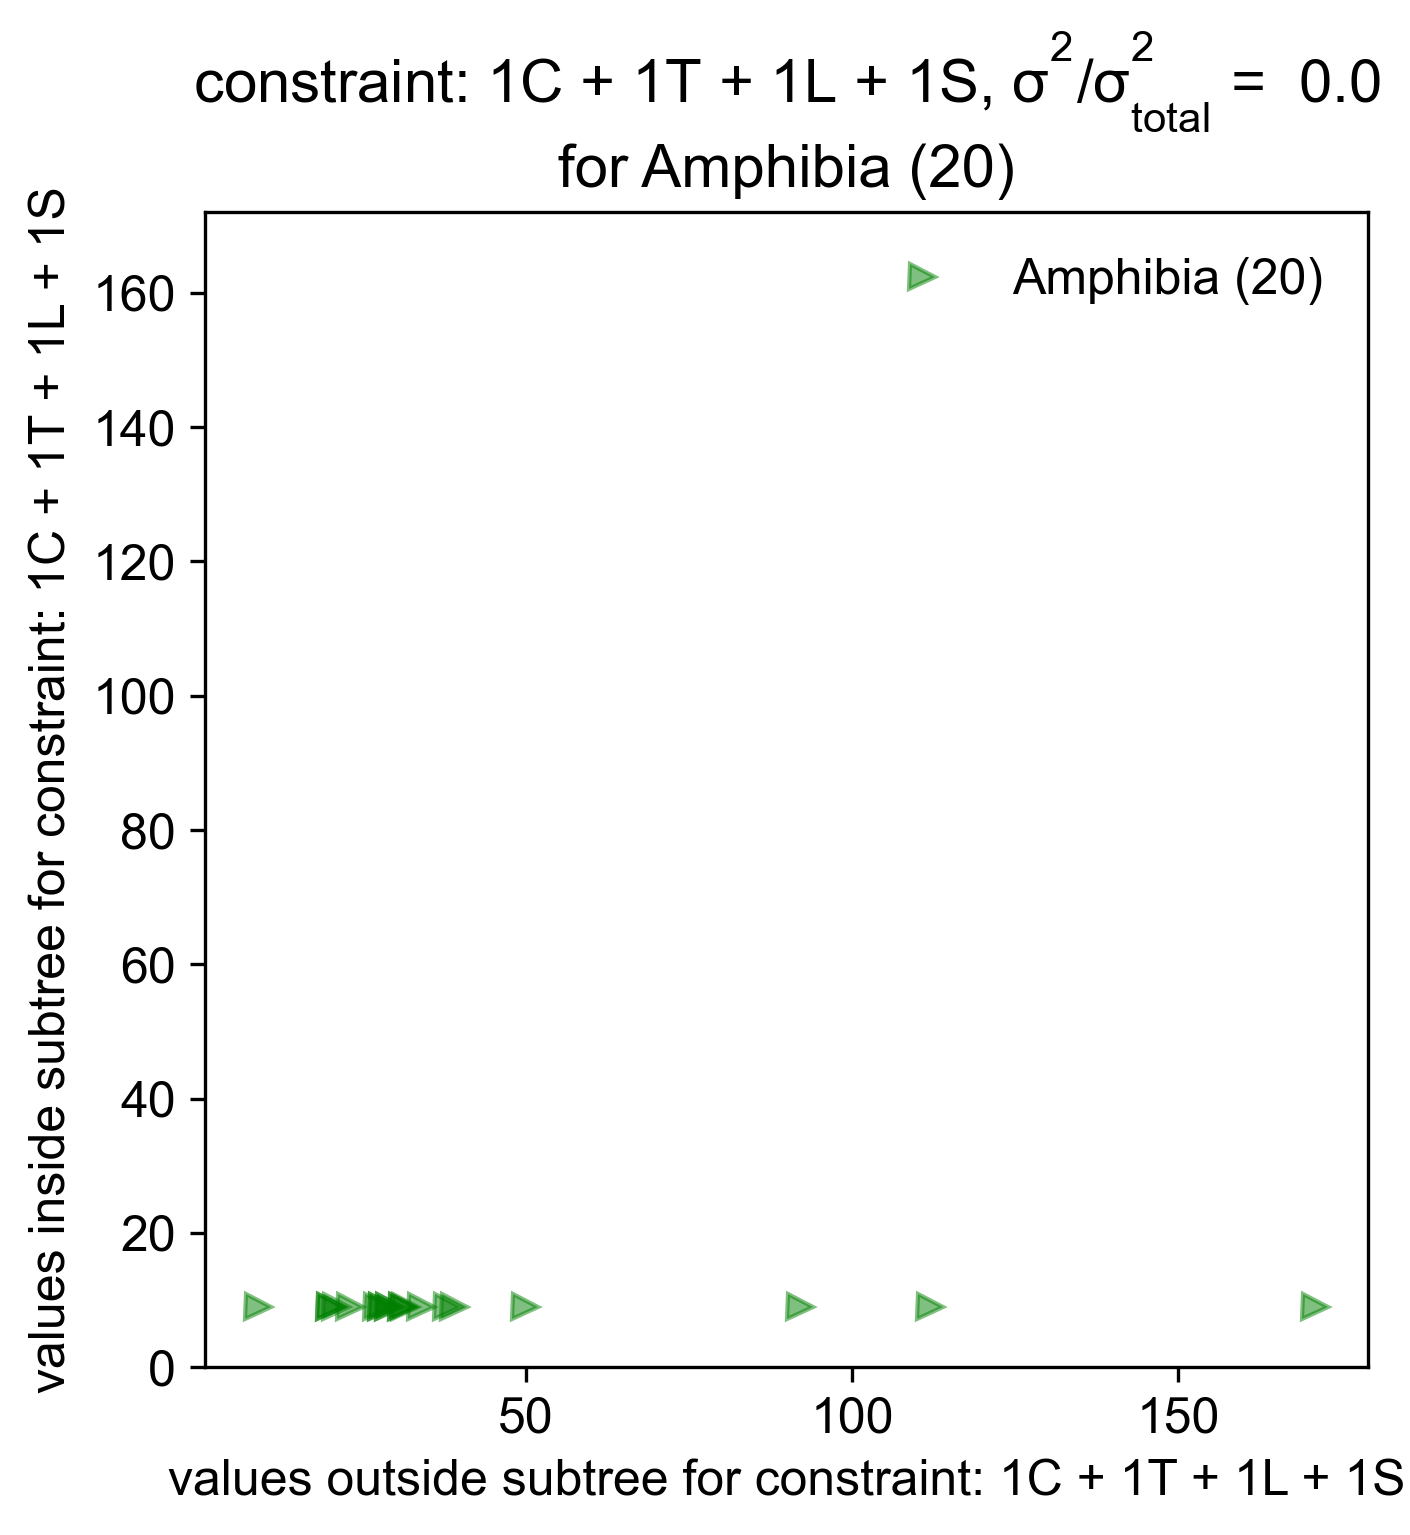 constraint: 1C + 1T + 1L + 1S, σ²/σ²total = 0.0
for Amphibia (20)
Amphibia (20)
values inside subtree for constraint: 1C + 1T + 1L + 1S
160
140
120
100
80
60
40
20
0
50 100 150
values outside subtree for constraint: 1C + 1T + 1L + 1S